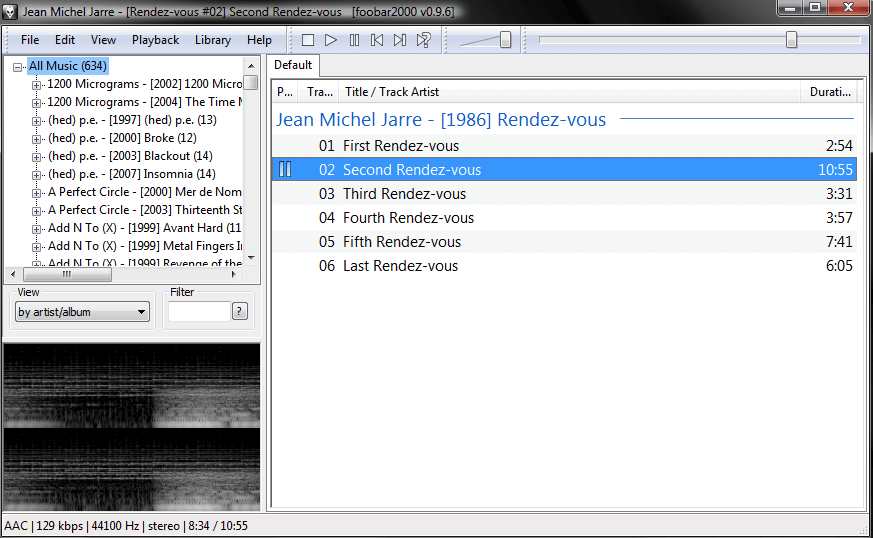 Jean Michel Jarre - [Rendez-vous #02] Second Rendez-vous [foobar2000 v0.9.6]
File Edit View Playback Library Help
All Music (634)
1200 Micrograms - [2002] 1200 Micro
1200 Micrograms - [2004] The Time M
(hed) p.e. - [1997] (hed) p.e. (13)
(hed) p.e. - [2000] Broke (12)
(hed) p.e. - [2003] Blackout (14)
(hed) p.e. - [2007] Insomnia (14)
A Perfect Circle - [2000] Mer de Nom
A Perfect Circle - [2003] Thirteenth St
Add N To (X) - [1999] Avant Hard (11
Add N To (X) - [1999] Metal Fingers I
Add N To (X) - [1999] Revenge of the
View
by artist/album
Filter
?
Default
P... Tra... Title / Track Artist Durati...
Jean Michel Jarre - [1986] Rendez-vous
01 First Rendez-vous 2:54
02 Second Rendez-vous 10:55
03 Third Rendez-vous 3:31
04 Fourth Rendez-vous 3:57
05 Fifth Rendez-vous 7:41
06 Last Rendez-vous 6:05
AAC | 129 kbps | 44100 Hz | stereo | 8:34 / 10:55